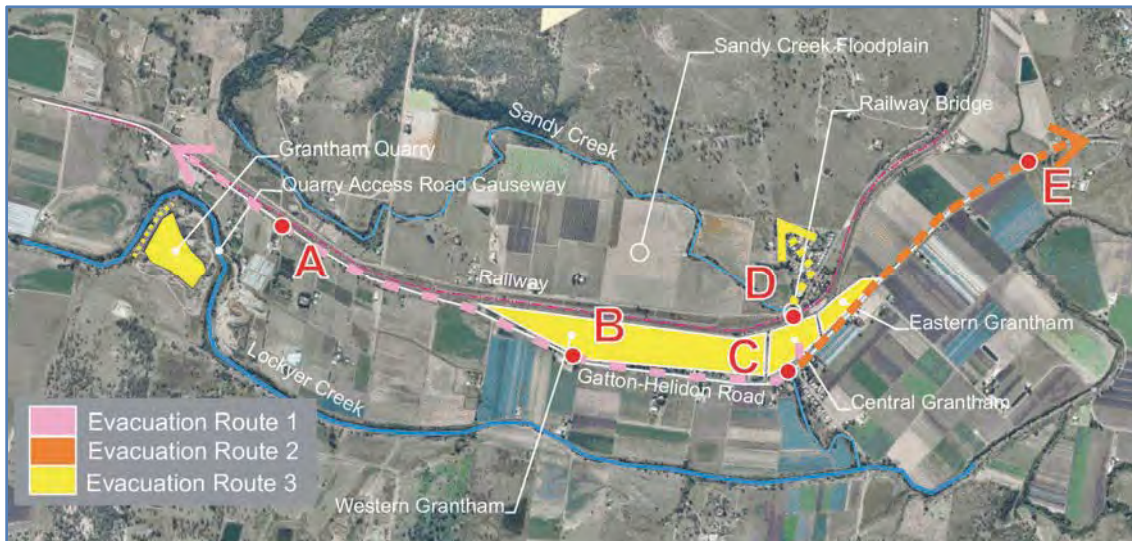 Sandy Creek Floodplain
Sandy Creek
Railway Bridge
Grantham Quarry
Quarry Access Road Causeway
E
A
Railway
D
B
Eastern Grantham
C
Lockyer Creek
Gatton-Helidon Road
Central Grantham
Evacuation Route 1
Evacuation Route 2
Evacuation Route 3
Western Grantham